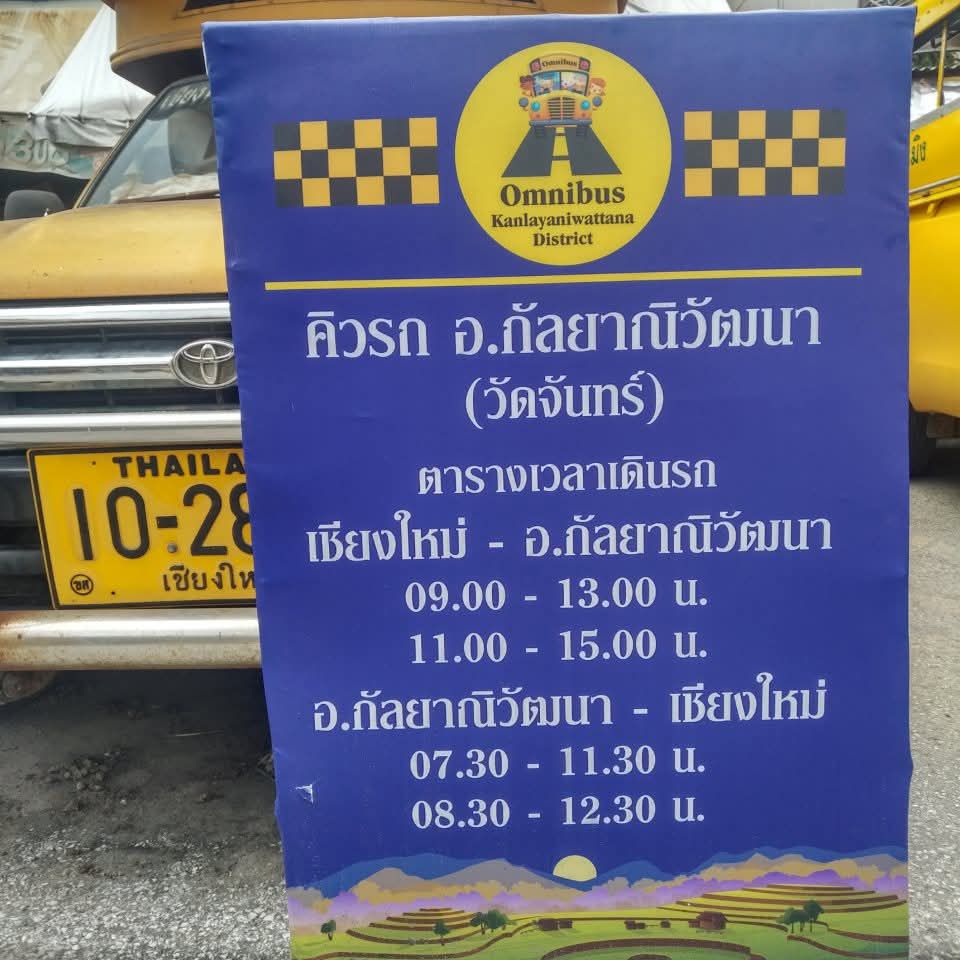 Omnibus
Omnibus
Kanlayaniwattana
District
คิวรถ อ.กัลยาณิวัฒนา
(วัดจันทร์)
ตารางเวลาเดินรถ
เชียงใหม่ - อ.กัลยาณิวัฒนา
09.00 - 13.00 น.
11.00 - 15.00 น.
อ.กัลยาณิวัฒนา - เชียงใหม่
07.30 - 11.30 น.
08.30 - 12.30 น.
THAILA
10-28
ขส
เชียงให